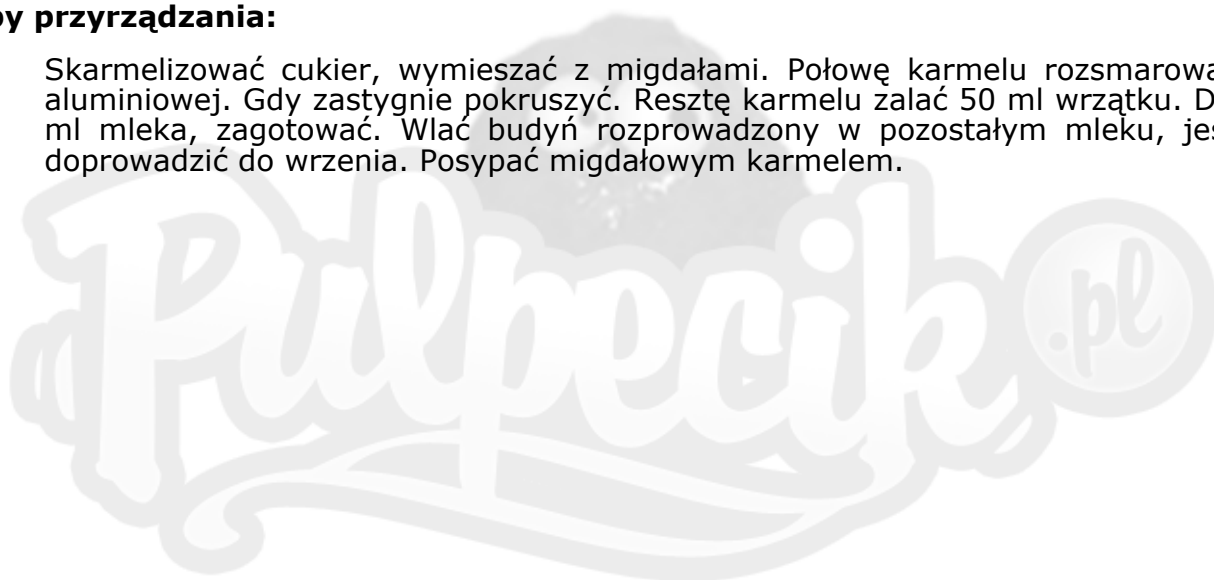 by przyrządzania:
Skarmelizować cukier, wymieszać z migdałami. Połowę karmelu rozsmarowa
aluminiowej. Gdy zastygnie pokruszyć. Resztę karmelu zalać 50 ml wrzątku. D
ml mleka, zagotować. Wlać budyń rozprowadzony w pozostałym mleku, jes
doprowadzić do wrzenia. Posypać migdałowym karmelem.
Pulpecik.pl